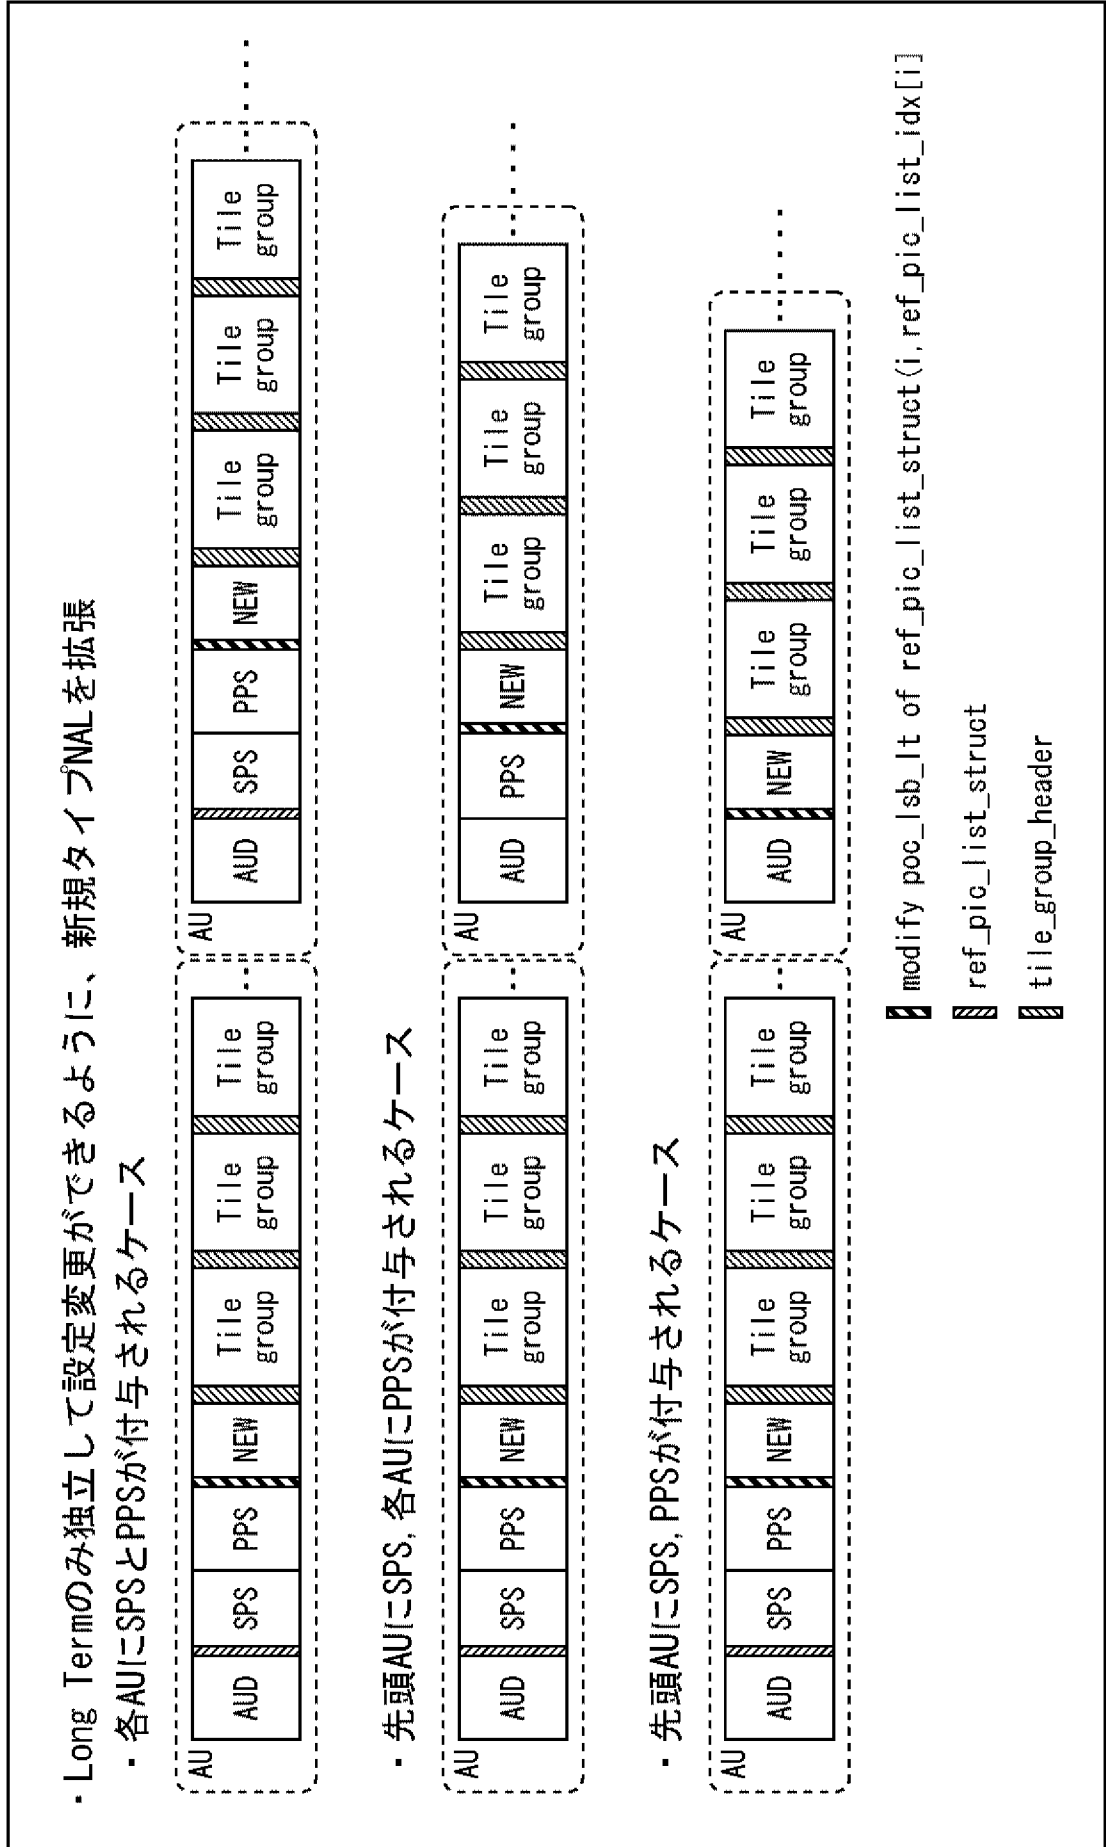 ・Long Termのみ独立して設定変更ができるように、新規タイプNALを拡張
・各AUにSPSとPPSが付与されるケース
AU
AUD
SPS
PPS
NEW
Tile
group
Tile
group
Tile
group
AU
AUD
SPS
PPS
NEW
Tile
group
Tile
group
Tile
group
・先頭AUにSPS, 各AUにPPSが付与されるケース
AUD
SPS
PPS
NEW
Tile
group
Tile
group
Tile
group
AU
AUD
PPS
NEW
Tile
group
Tile
group
Tile
group
・先頭AUにSPS, PPSが付与されるケース
AU
AUD
SPS
PPS
NEW
Tile
group
Tile
group
Tile
group
AU
AUD
NEW
Tile
group
Tile
group
Tile
group
modify poc_lsb_lt of ref_pic_list_struct(i,ref_pic_list_idx[i]
ref_pic_list_struct
tile_group_header